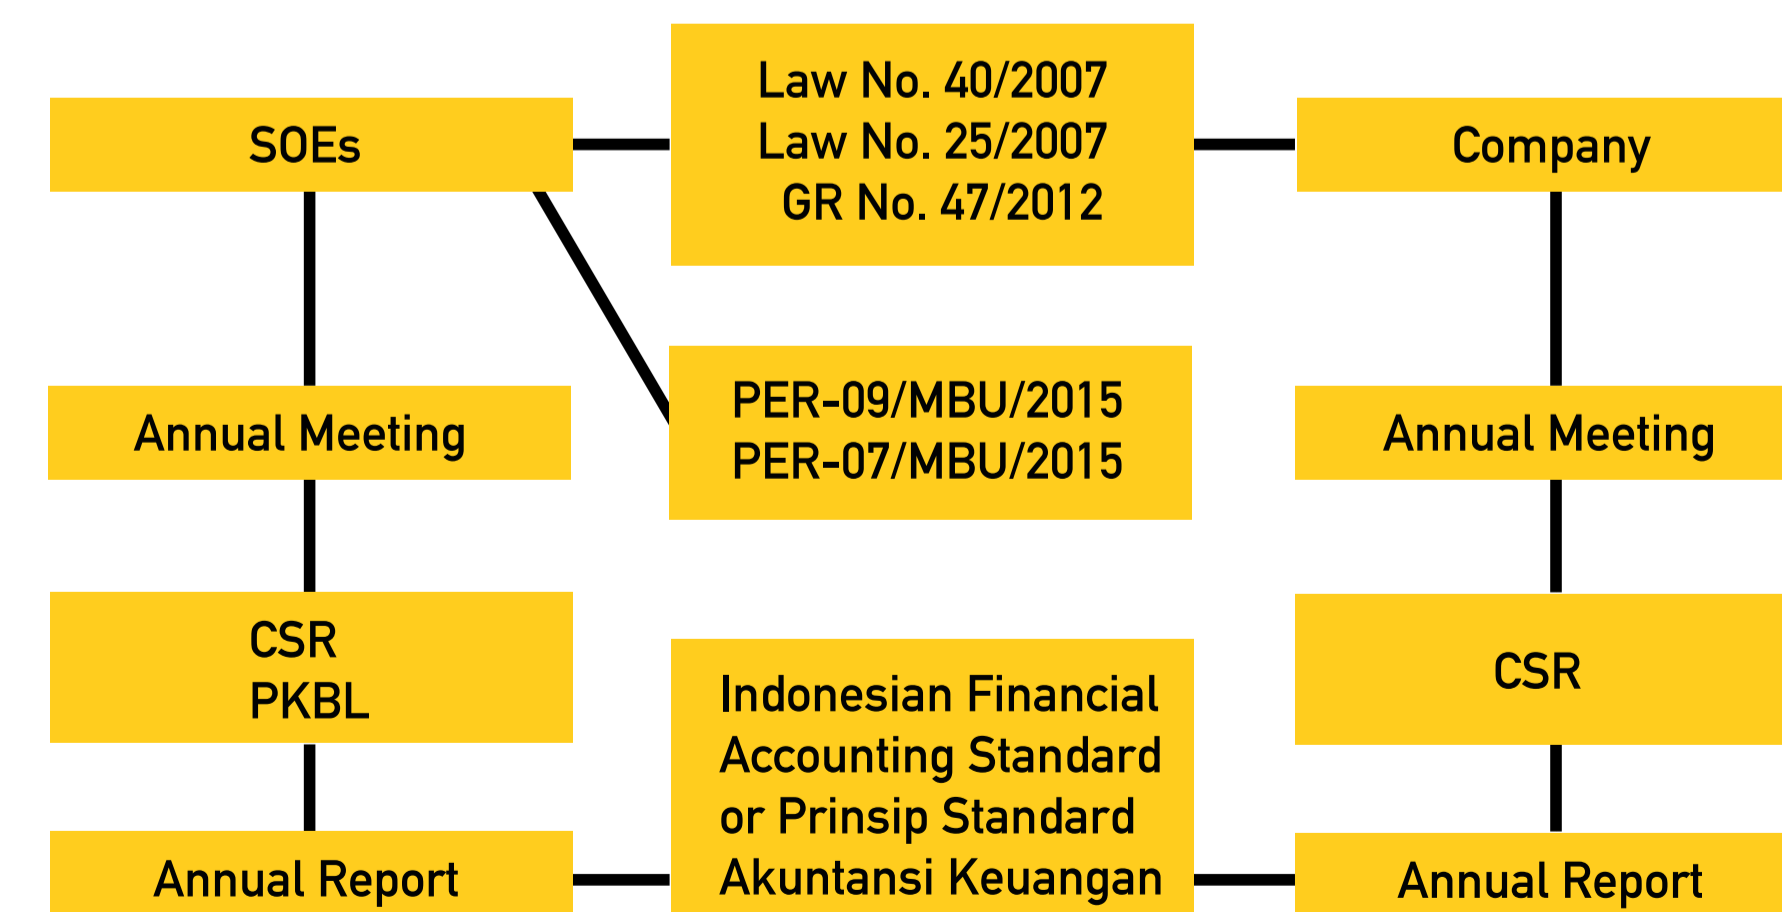 SOEs
Law No. 40/2007
Law No. 25/2007
GR No. 47/2012
Company
Annual Meeting
PER-09/MBU/2015
PER-07/MBU/2015
Annual Meeting
CSR
PKBL
Indonesian Financial
Accounting Standard
or Prinsip Standard
Akuntansi Keuangan
CSR
Annual Report
Annual Report